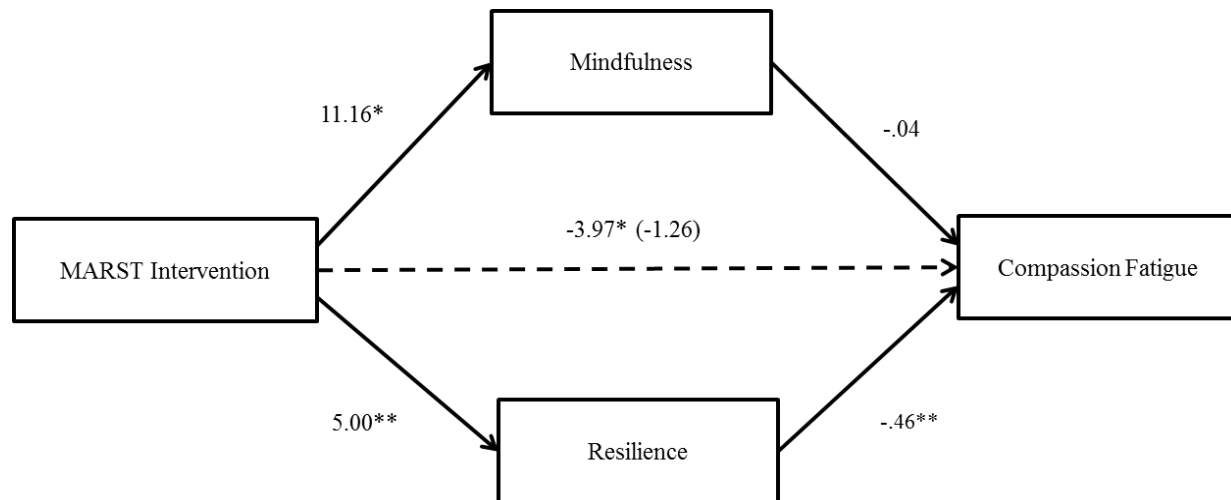 Mindfulness
11.16*
-.04
-3.97* (-1.26)
MARST Intervention
Compassion Fatigue
5.00**
-.46**
Resilience